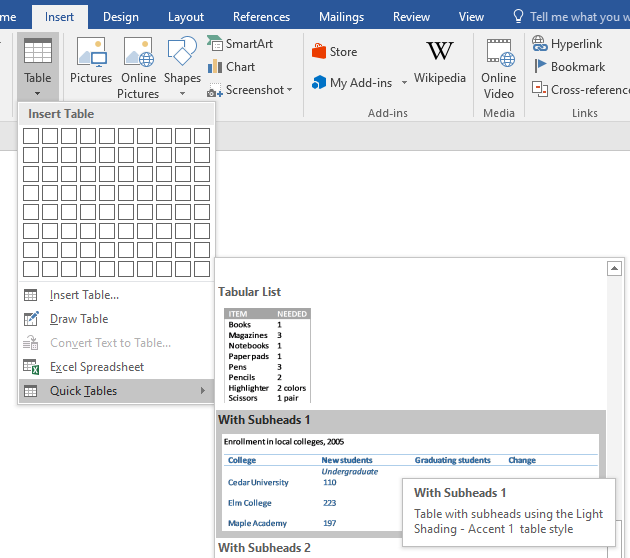 me Insert Design Layout References Mailings Review View Tell me what you w
Table Pictures Online Pictures Shapes SmartArt Chart Screenshot Store My Add-ins Wikipedia Online Video Hyperlink Bookmark Cross-reference
Add-ins Media Links
Insert Table
Insert Table...
Draw Table
Convert Text to Table...
Excel Spreadsheet
Quick Tables
Tabular List
ITEM NEEDED
Books 1
Magazines 3
Notebooks 1
Paper pads 1
Pens 3
Pencils 2
Highlighter 2 colors
Scissors 1 pair
With Subheads 1
Enrollment in local colleges, 2005
College New students Graduating students Change
Undergraduate
Cedar University 110
Elm College 223
Maple Academy 197
With Subheads 1
Table with subheads using the Light
Shading - Accent 1 table style
With Subheads 2